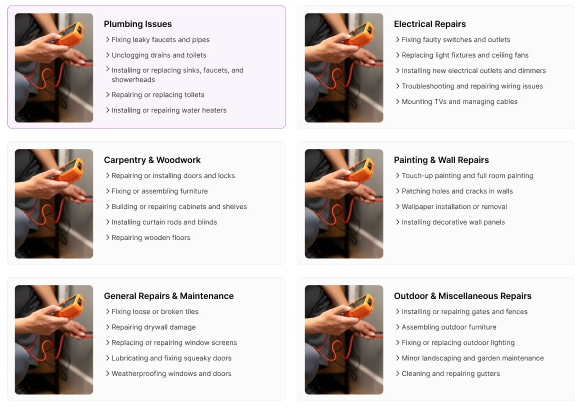 Plumbing Issues
Fixing leaky faucets and pipes
Unclogging drains and toilets
Installing or replacing sinks, faucets, and
showerheads
Repairing or replacing toilets
Installing or repairing water heaters
Electrical Repairs
Fixing faulty switches and outlets
Replacing light fixtures and ceiling fans
Installing new electrical outlets and dimmers
Troubleshooting and repairing wiring issues
Mounting TVs and managing cables
Carpentry & Woodwork
Repairing or installing doors and locks
Fixing or assembling furniture
Building or repairing cabinets and shelves
Installing curtain rods and blinds
Repairing wooden floors
Painting & Wall Repairs
Touch-up painting and full room painting
Patching holes and cracks in walls
Wallpaper installation or removal
Installing decorative wall panels
General Repairs & Maintenance
Fixing loose or broken tiles
Repairing drywall damage
Replacing or repairing window screens
Lubricating and fixing squeaky doors
Weatherproofing windows and doors
Outdoor & Miscellaneous Repairs
Installing or repairing gates and fences
Assembling outdoor furniture
Fixing or replacing outdoor lighting
Minor landscaping and garden maintenance
Cleaning and repairing gutters